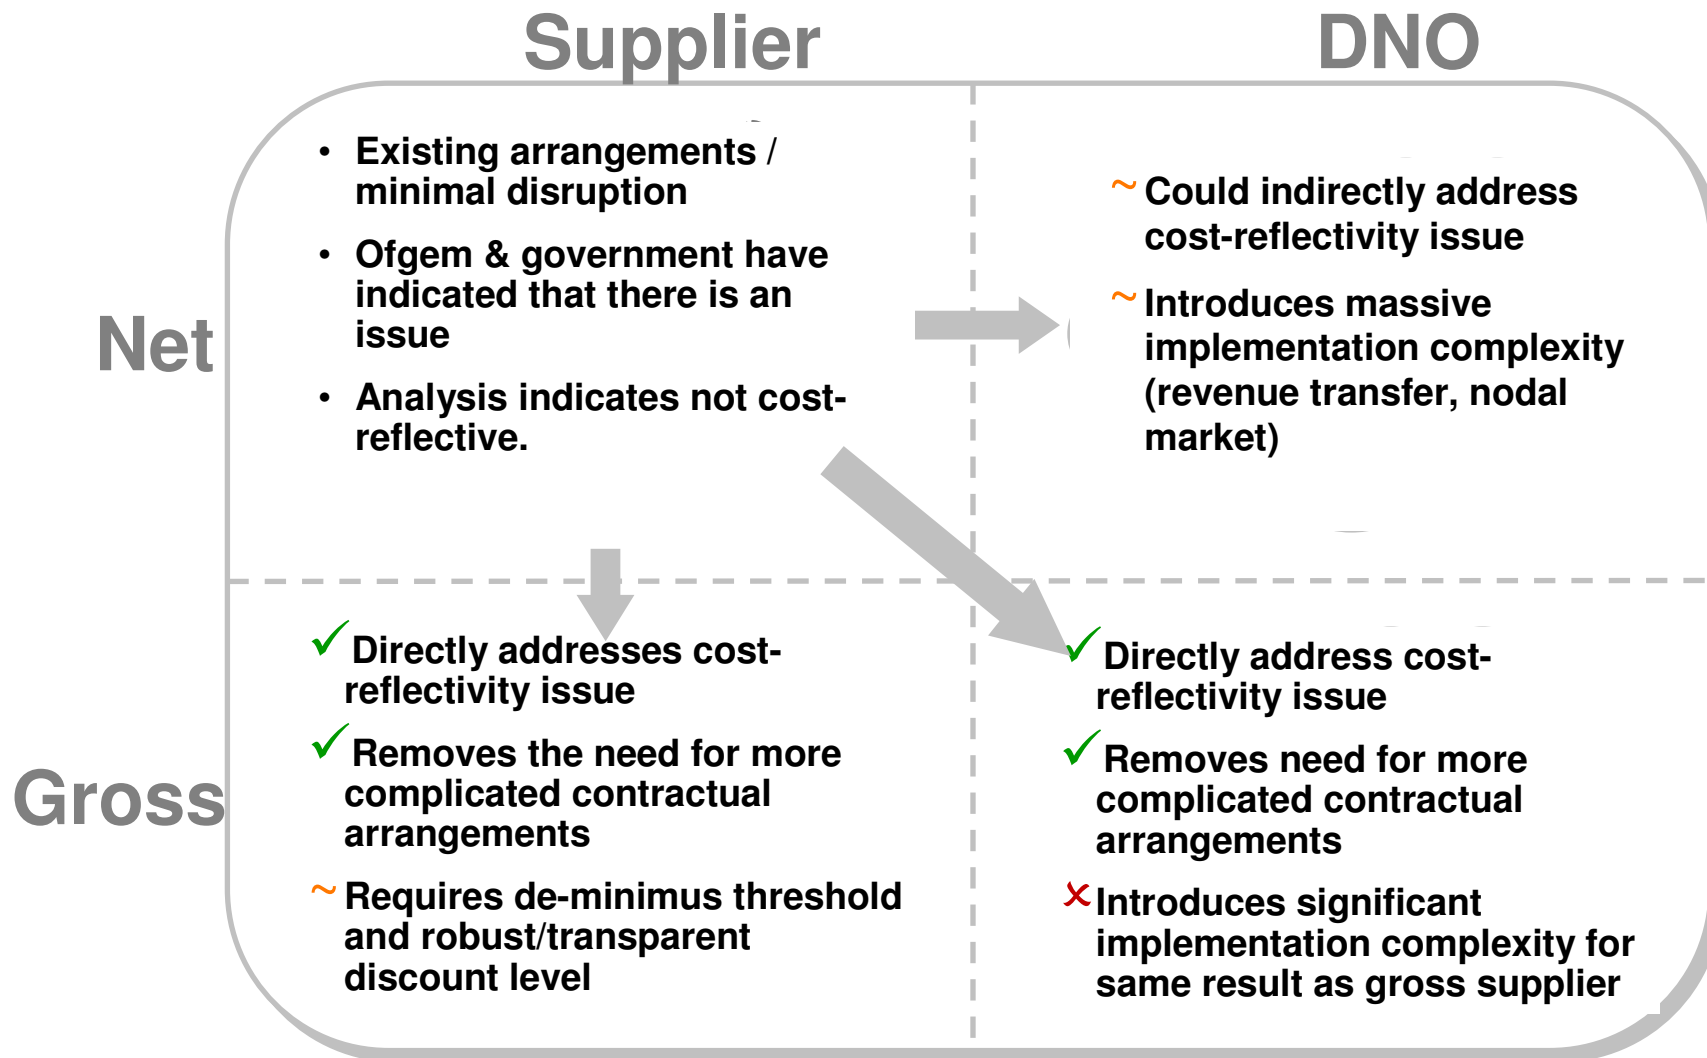 Supplier
DNO
Net
• Existing arrangements /
minimal disruption
• Ofgem & government have
indicated that there is an
issue
• Analysis indicates not cost-
reflective.
~ Could indirectly address
cost-reflectivity issue
~ Introduces massive
implementation complexity
(revenue transfer, nodal
market)
Gross
✓ Directly addresses cost-
reflectivity issue
✓ Removes the need for more
complicated contractual
arrangements
~ Requires de-minimus threshold
and robust/transparent
discount level
✓ Directly address cost-
reflectivity issue
✓ Removes need for more
complicated contractual
arrangements
✗ Introduces significant
implementation complexity for
same result as gross supplier